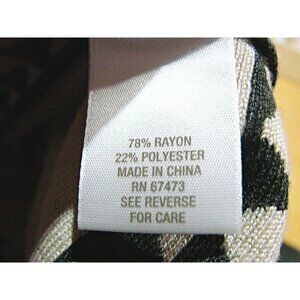 78% RAYON
22% POLYESTER
MADE IN CHINA
RN 67473
SEE REVERSE
FOR CARE